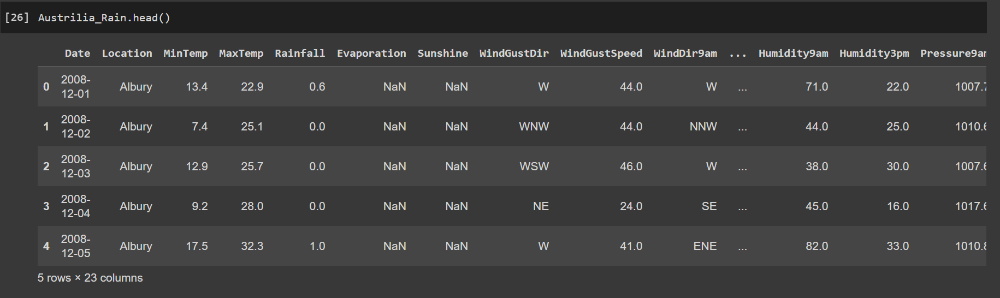 [26] Austrilia_Rain.head()
Date Location MinTemp MaxTemp Rainfall Evaporation Sunshine WindGustDir WindGustSpeed WindDir9am ... Humidity9am Humidity3pm Pressure9am
0 2008-12-01 Albury 13.4 22.9 0.6 NaN NaN W 44.0 W ... 71.0 22.0 1007.7
1 2008-12-02 Albury 7.4 25.1 0.0 NaN NaN WNW 44.0 NNW ... 44.0 25.0 1010.6
2 2008-12-03 Albury 12.9 25.7 0.0 NaN NaN WSW 46.0 W ... 38.0 30.0 1007.6
3 2008-12-04 Albury 9.2 28.0 0.0 NaN NaN NE 24.0 SE ... 45.0 16.0 1017.6
4 2008-12-05 Albury 17.5 32.3 1.0 NaN NaN W 41.0 ENE ... 82.0 33.0 1010.8
5 rows × 23 columns